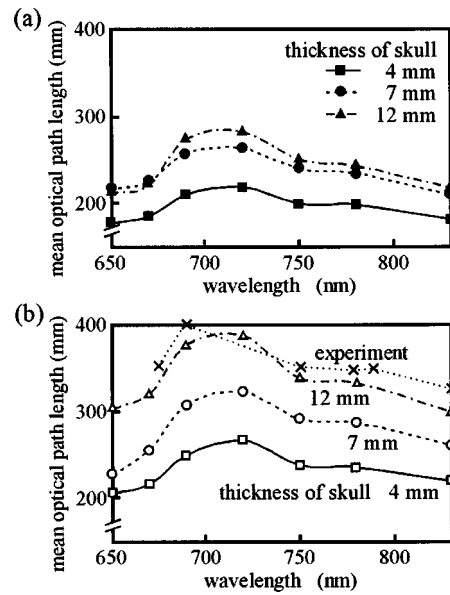 (a)
mean optical path length (mm)
400
300
200
thickness of skull
4 mm
7 mm
12 mm
650 700 750 800
wavelength (nm)
(b)
mean optical path length (mm)
400
300
200
experiment
12 mm
7 mm
thickness of skull 4 mm
650 700 750 800
wavelength (nm)